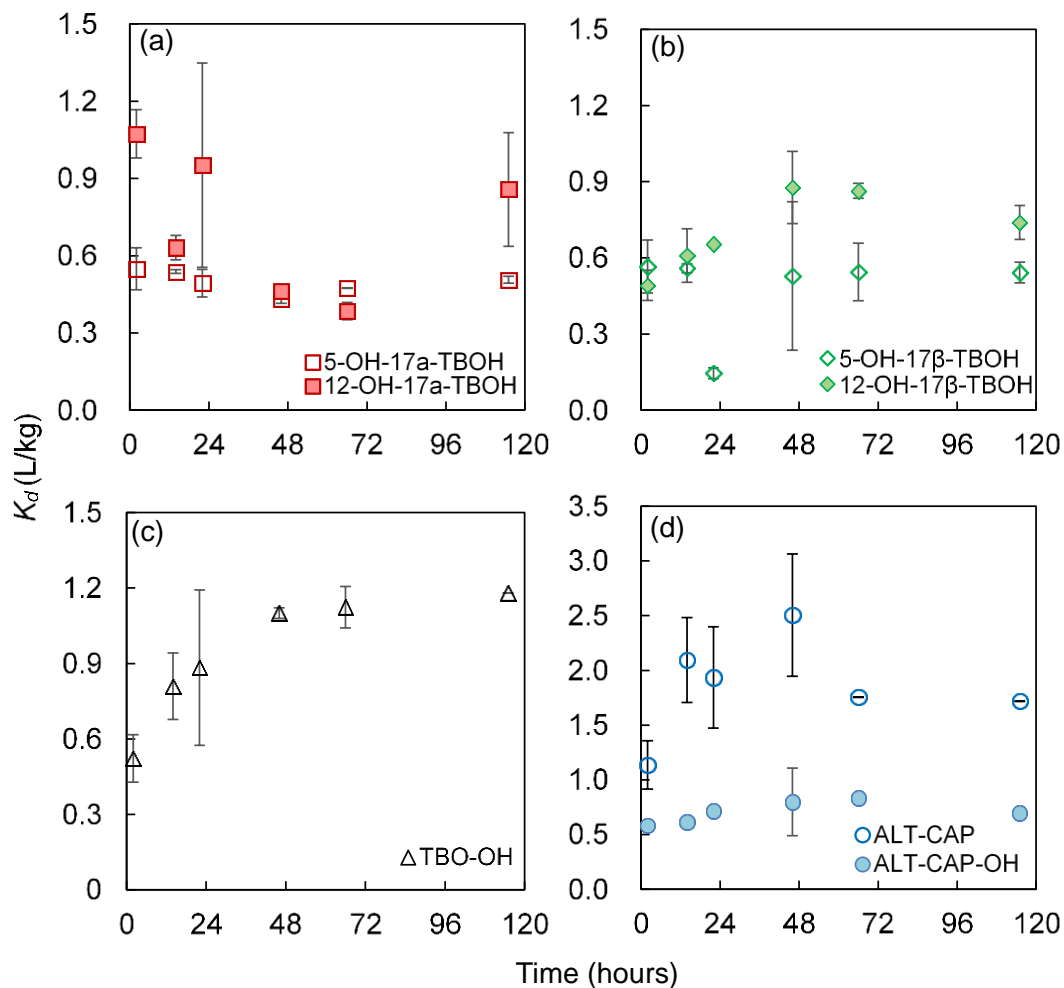 (a)
1.5
1.2
0.9
0.6
0.3
0.0
5-OH-17a-TBOH
12-OH-17a-TBOH
0 24 48 72 96 120
(b)
1.5
1.2
0.9
0.6
0.3
0.0
5-OH-17β-TBOH
12-OH-17β-TBOH
0 24 48 72 96 120
Kd (L/kg)
(c)
1.5
1.2
0.9
0.6
0.3
0
TBO-OH
0 24 48 72 96 120
(d)
3.5
3.0
2.5
2.0
1.5
1.0
0.5
0.0
ALT-CAP
ALT-CAP-OH
0 24 48 72 96 120
Time (hours)